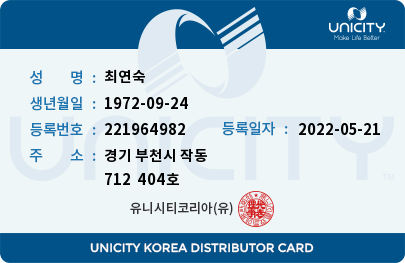 UNICITY
Make Life Better
성 명 : 최연숙
생년월일 : 1972-09-24
등록번호 : 221964982 등록일자 : 2022-05-21
주 소 : 경기 부천시 작동
712 404호
UNICITY TM
유니시티코리아(유)
UNICITY KOREA DISTRIBUTOR CARD